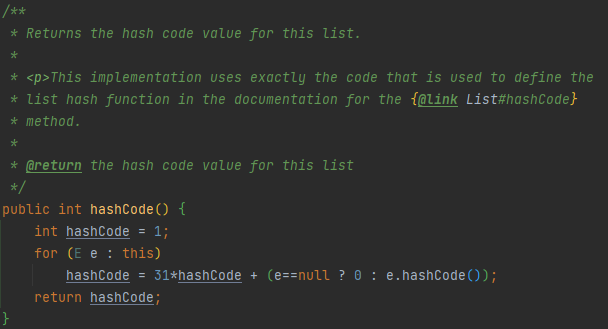 /**
 * Returns the hash code value for this list.
 *
 * <p>This implementation uses exactly the code that is used to define the
 * list hash function in the documentation for the {@link List#hashCode}
 * method.
 *
 * @return the hash code value for this list
 */
public int hashCode() {
    int hashCode = 1;
    for (E e : this)
        hashCode = 31*hashCode + (e==null ? 0 : e.hashCode());
    return hashCode;
}